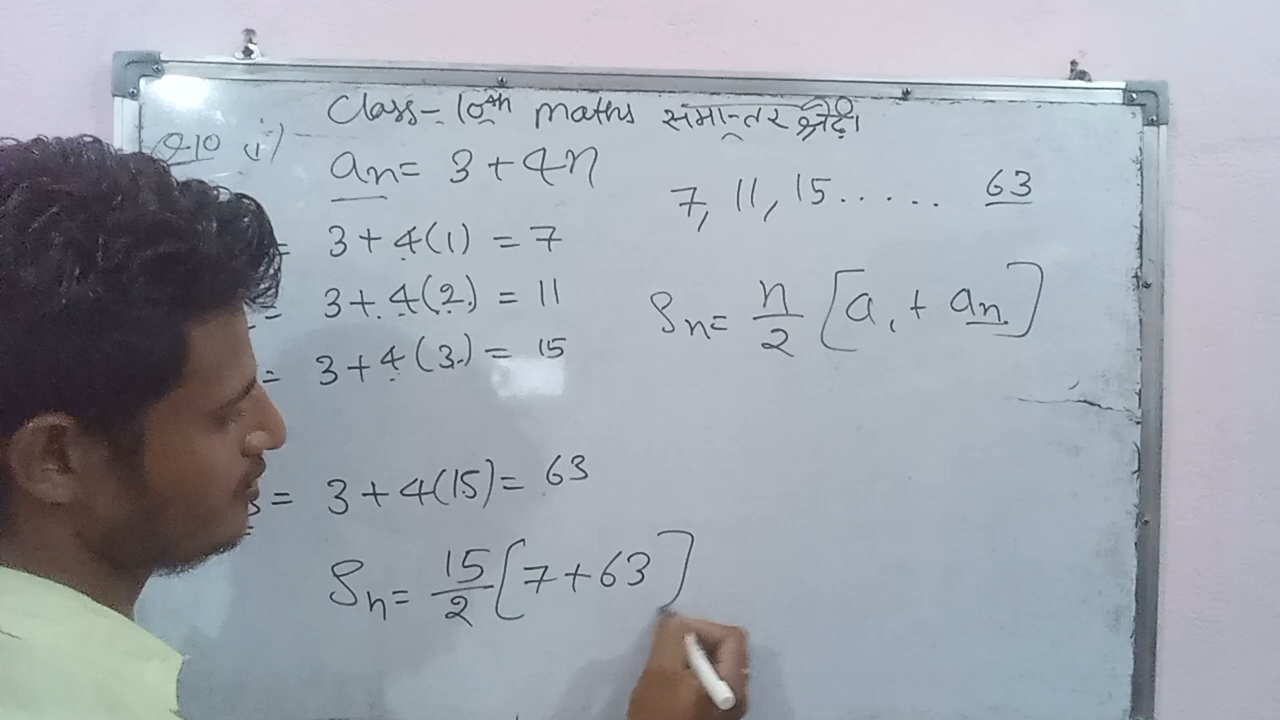 Class-10th maths समान्तर श्रेढ़ी
Q10 (i)
an = 3 + 4n
7, 11, 15 ..... 63
= 3 + 4(1) = 7
= 3 + 4(2) = 11
Sn = n/2 [a1 + an]
= 3 + 4(3) = 15
= 3 + 4(15) = 63
Sn = 15/2 [7 + 63]